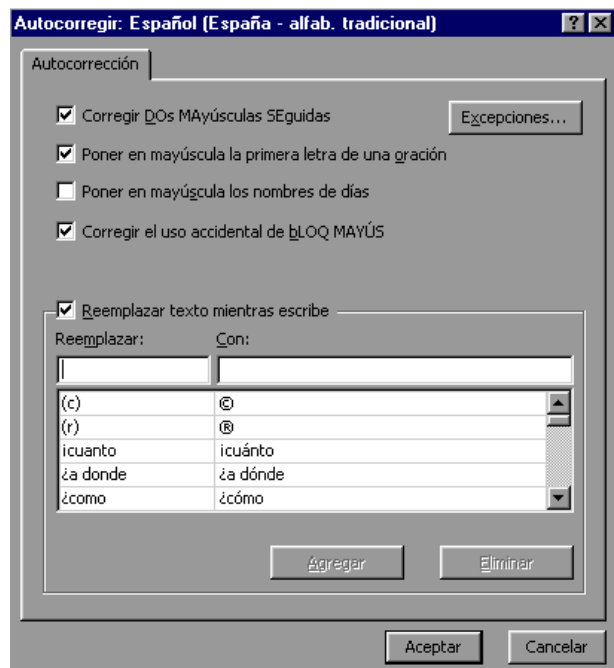 Autocorregir: Español (España - alfab. tradicional)
Autocorrección
Corregir DOs MAyúsculas SEguidas
Excepciones...
Poner en mayúscula la primera letra de una oración
Poner en mayúscula los nombres de días
Corregir el uso accidental de bLOQ MAYÚS
Reemplazar texto mientras escribe
Reemplazar: Con:
(c) ©
(r) ®
¡cuanto ¡cuánto
¿a donde ¿a dónde
¿como ¿cómo
Agregar Eliminar
Aceptar Cancelar